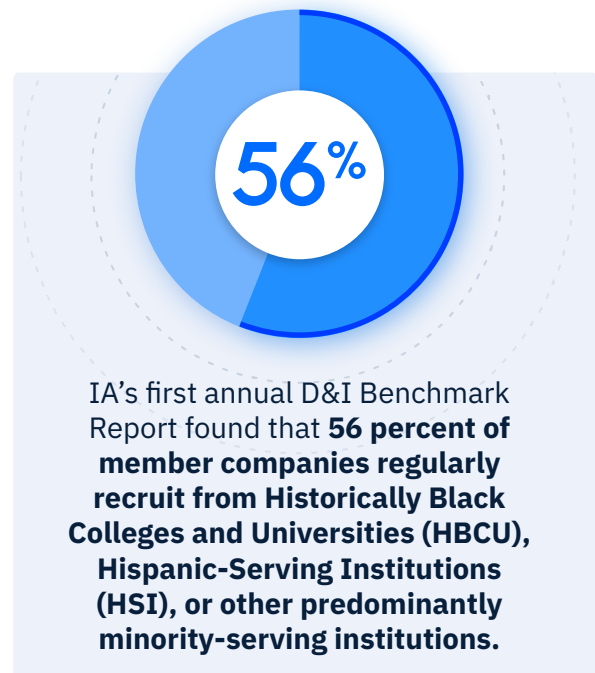 56%
IA’s first annual D&I Benchmark
Report found that 56 percent of
member companies regularly
recruit from Historically Black
Colleges and Universities (HBCU),
Hispanic-Serving Institutions
(HSI), or other predominantly
minority-serving institutions.